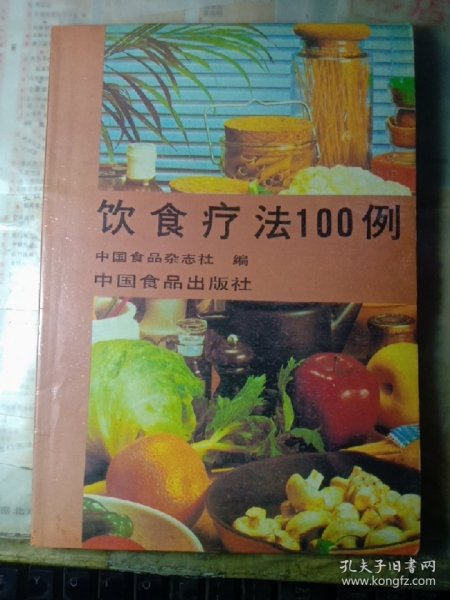 饮食疗法100例
中国食品杂志社 编
中国食品出版社
孔夫子旧书网
www.kongfz.com